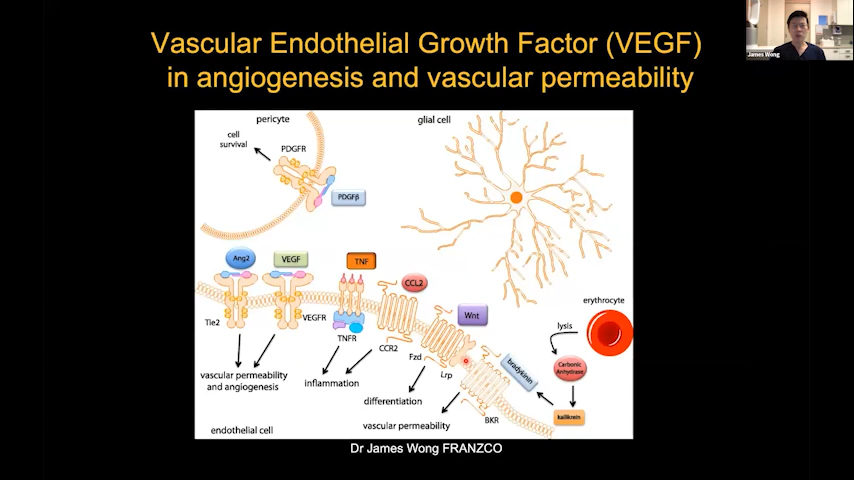 Vascular Endothelial Growth Factor (VEGF)
in angiogenesis and vascular permeability
James Wong
pericyte
glial cell
cell
survival
PDGFR
PDGFβ
Ang2
VEGF
TNF
CCL2
Wnt
erythrocyte
lysis
Tie2
VEGFR
TNFR
CCR2
Fzd
Lrp
bradykinin
Carbonic
Anhydrase
kallikrein
vascular permeability
and angiogenesis
inflammation
differentiation
vascular permeability
BKR
endothelial cell
Dr James Wong FRANZCO